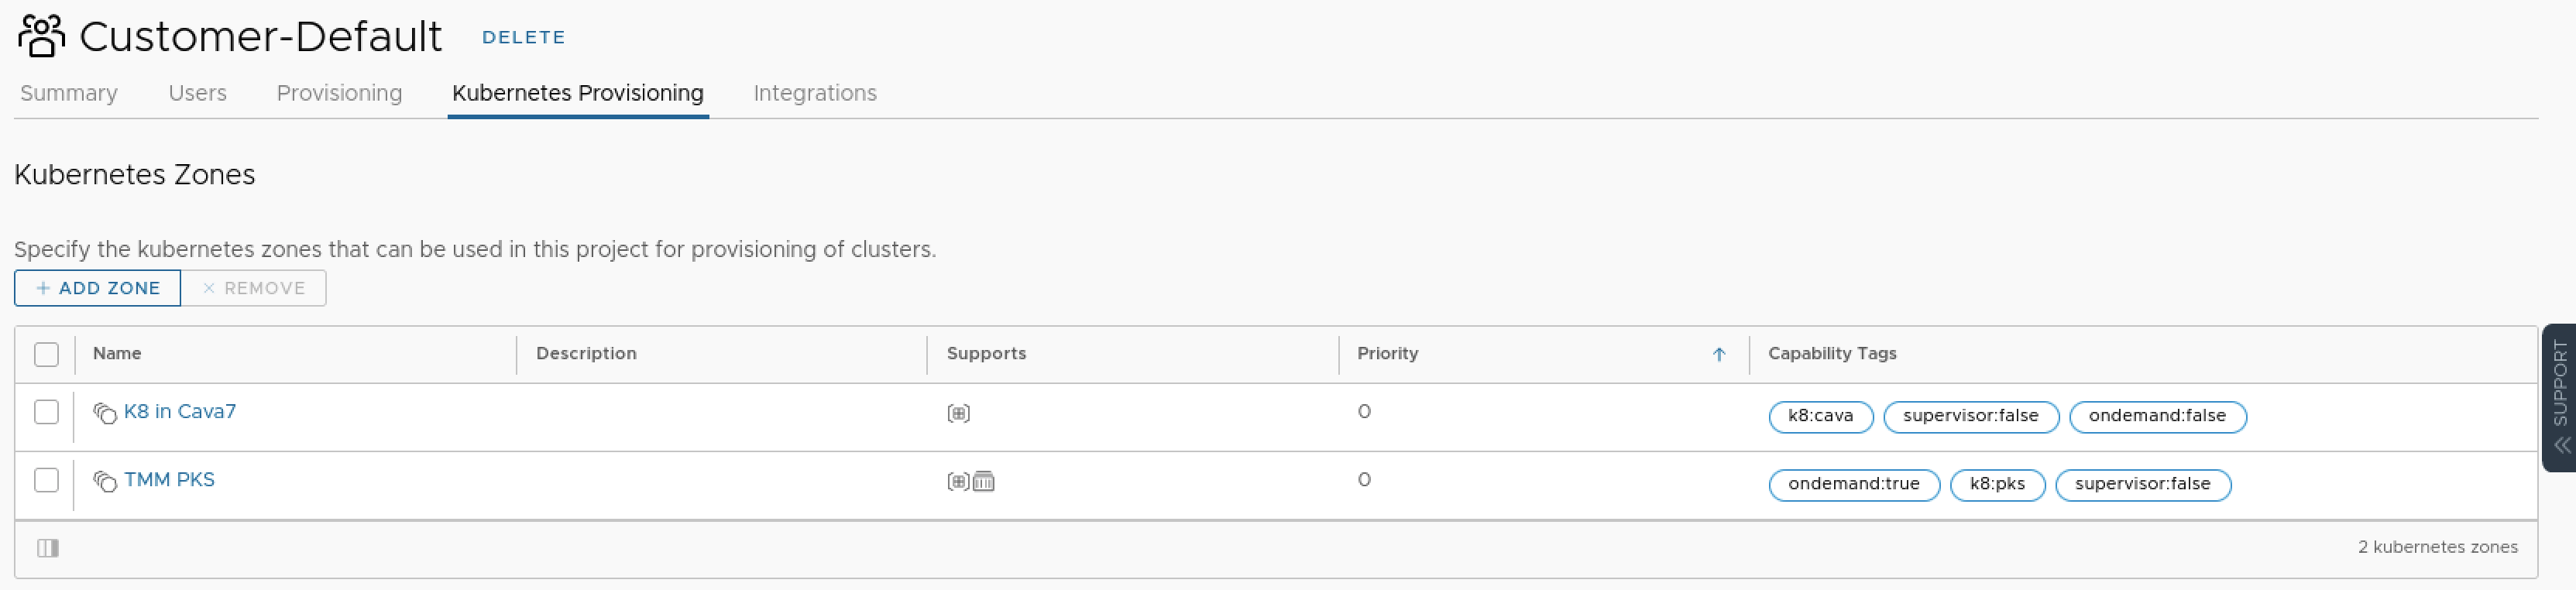 Customer-Default DELETE
Summary Users Provisioning Kubernetes Provisioning Integrations
Kubernetes Zones
Specify the kubernetes zones that can be used in this project for provisioning of clusters.
+ ADD ZONE × REMOVE
Name Description Supports Priority Capability Tags
K8 in Cava7 0 k8:cava supervisor:false ondemand:false
TMM PKS 0 ondemand:true k8:pks supervisor:false
2 kubernetes zones
SUPPORT